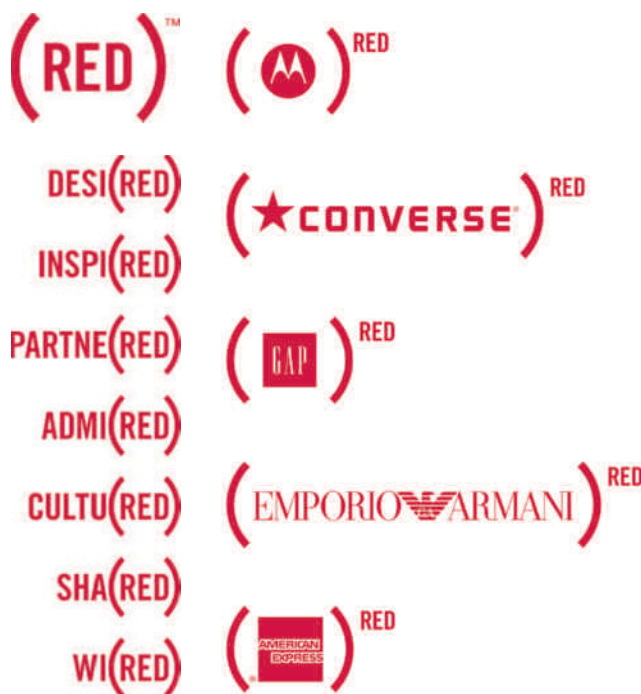 (RED)™
DESI(RED)
INSPI(RED)
PARTNE(RED)
ADMI(RED)
CULTU(RED)
SHA(RED)
WI(RED)
(M) RED
(★CONVERSE®) RED
(GAP) RED
(EMPORIO ARMANI) RED
(AMERICAN
EXPRESS®) RED